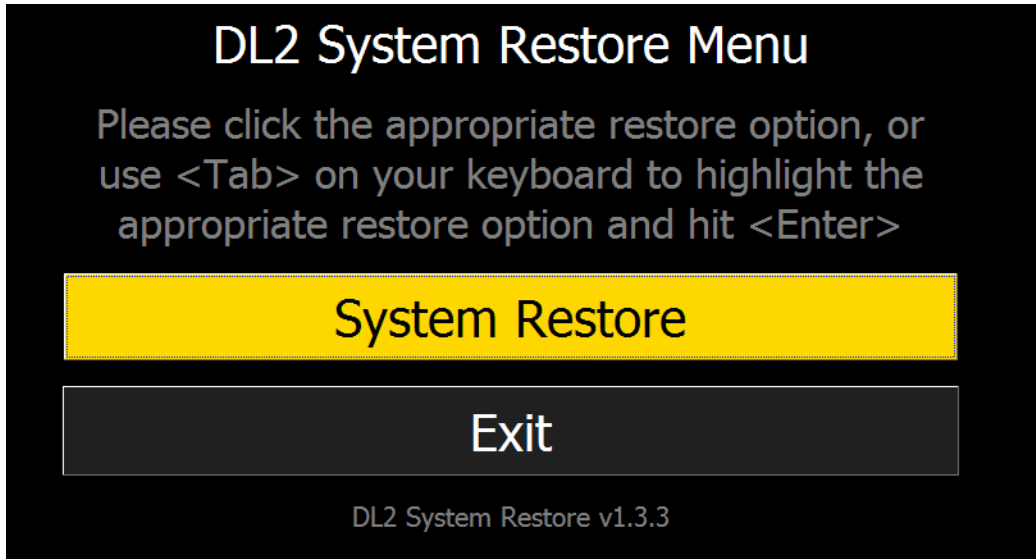 DL2 System Restore Menu
Please click the appropriate restore option, or
use <Tab> on your keyboard to highlight the
appropriate restore option and hit <Enter>
System Restore
Exit
DL2 System Restore v1.3.3